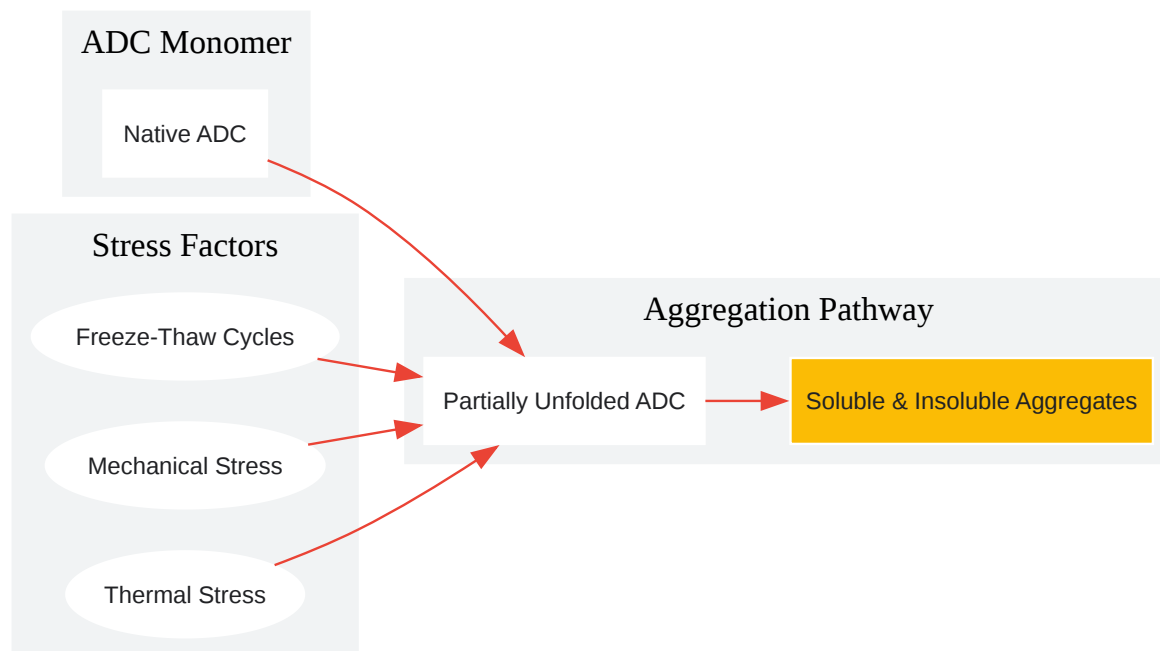 ADC Monomer
Native ADC
Stress Factors
Freeze-Thaw Cycles
Mechanical Stress
Thermal Stress
Aggregation Pathway
Partially Unfolded ADC
Soluble & Insoluble Aggregates